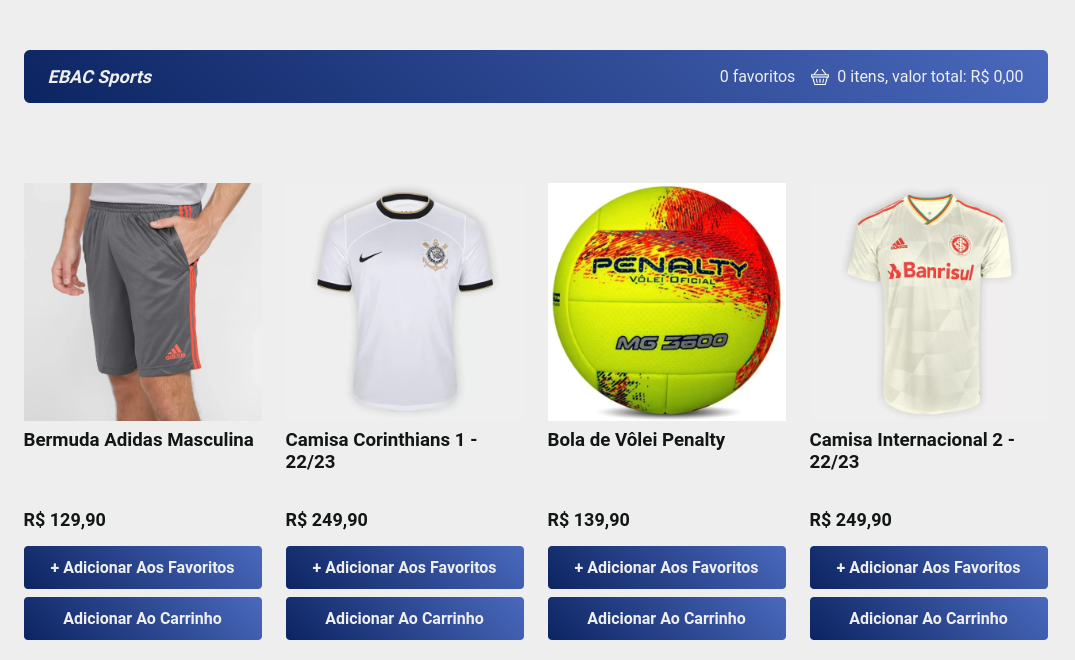 EBAC Sports
0 favoritos 0 itens, valor total: R$ 0,00
PENALTY
VÔLEI OFICIAL
MG 3600
Banrisul
Bermuda Adidas Masculina
Camisa Corinthians 1 -
22/23
Bola de Vôlei Penalty
Camisa Internacional 2 -
22/23
R$ 129,90
R$ 249,90
R$ 139,90
R$ 249,90
+ Adicionar Aos Favoritos
+ Adicionar Aos Favoritos
+ Adicionar Aos Favoritos
+ Adicionar Aos Favoritos
Adicionar Ao Carrinho
Adicionar Ao Carrinho
Adicionar Ao Carrinho
Adicionar Ao Carrinho